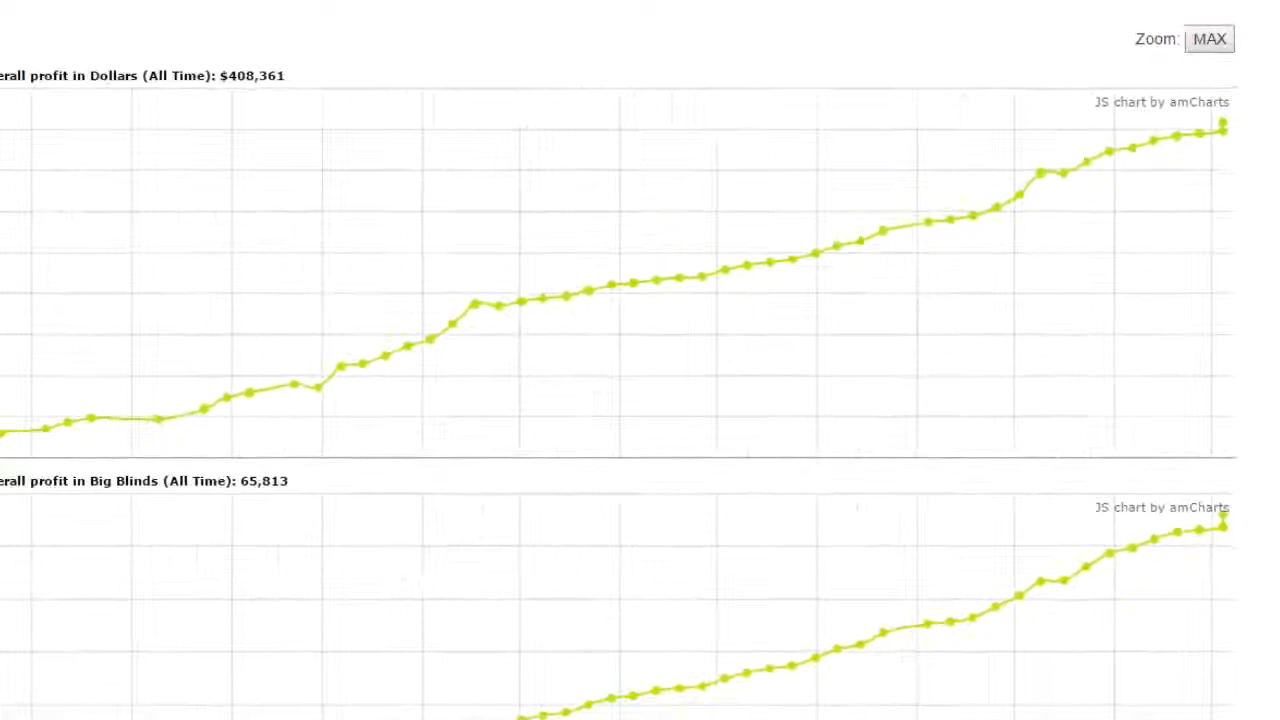 Zoom: MAX
erall profit in Dollars (All Time): $408,361
JS chart by amCharts
erall profit in Big Blinds (All Time): 65,813
JS chart by amCharts